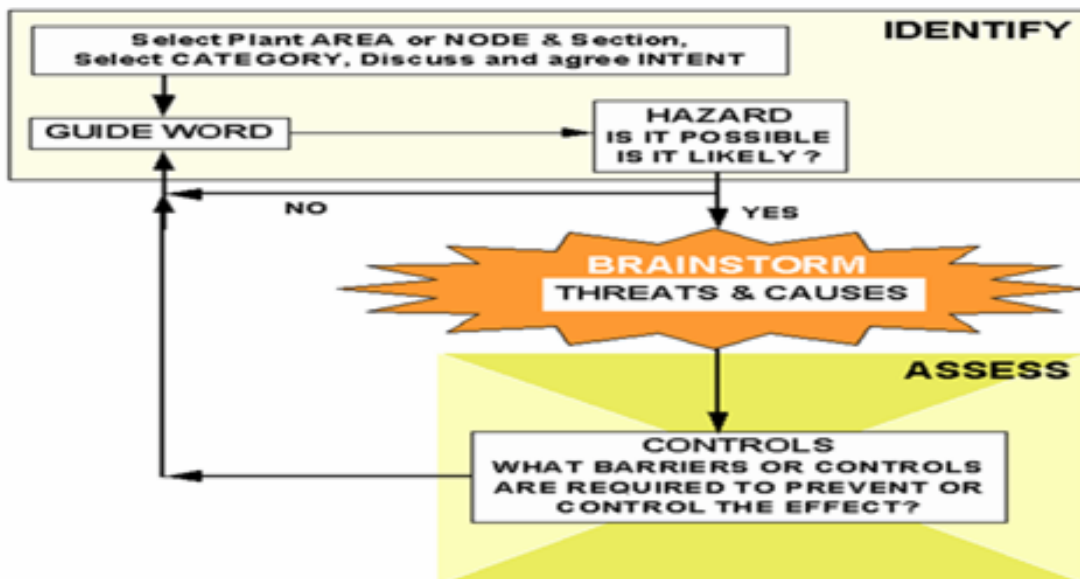 IDENTIFY
Select Plant AREA or NODE & Section,
Select CATEGORY, Discuss and agree INTENT
GUIDE WORD
HAZARD
IS IT POSSIBLE
IS IT LIKELY ?
NO
YES
BRAINSTORM
THREATS & CAUSES
ASSESS
CONTROLS
WHAT BARRIERS OR CONTROLS
ARE REQUIRED TO PREVENT OR
CONTROL THE EFFECT?